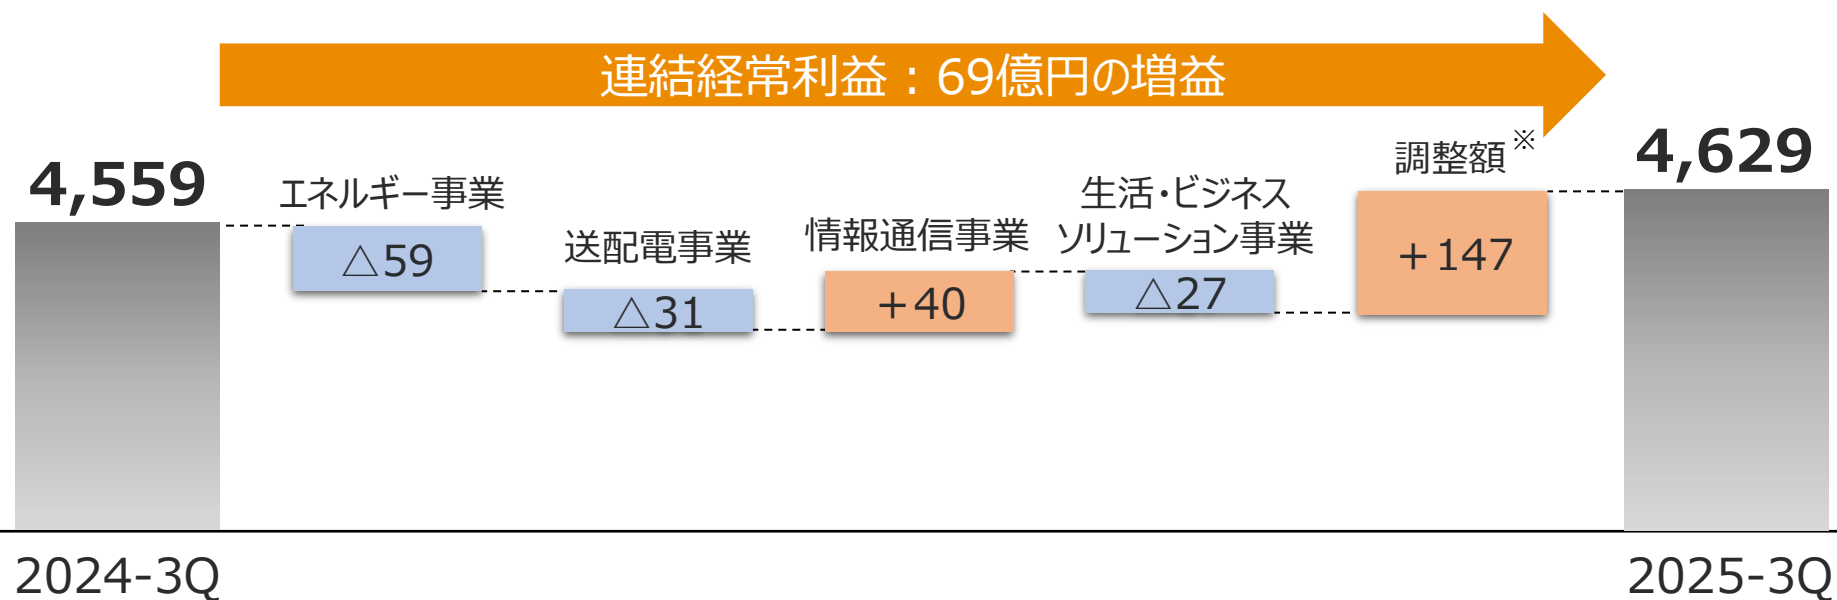 連結経常利益：69億円の増益
4,559
エネルギー事業
△59
送配電事業
△31
情報通信事業
+40
生活・ビジネス
ソリューション事業
△27
調整額※
+147
4,629
2024-3Q
2025-3Q